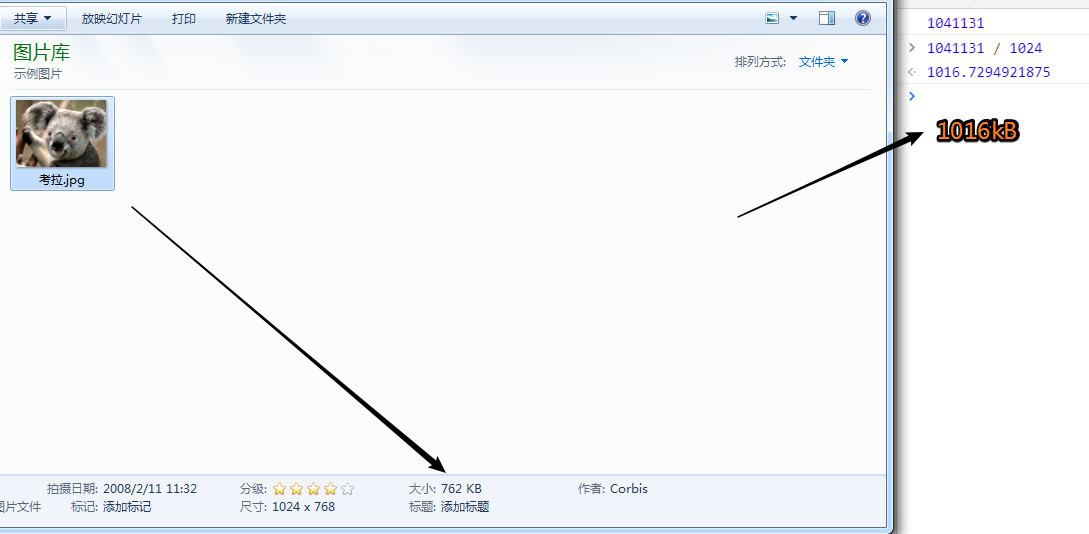 共享 放映幻灯片 打印 新建文件夹
图片库
示例图片
排列方式: 文件夹
考拉.jpg
拍摄日期: 2008/2/11 11:32 分级: 大小: 762 KB 作者: Corbis
图片文件 标记: 添加标记 尺寸: 1024 x 768 标题: 添加标题
1041131
> 1041131 / 1024
1016.7294921875
>
1016kB